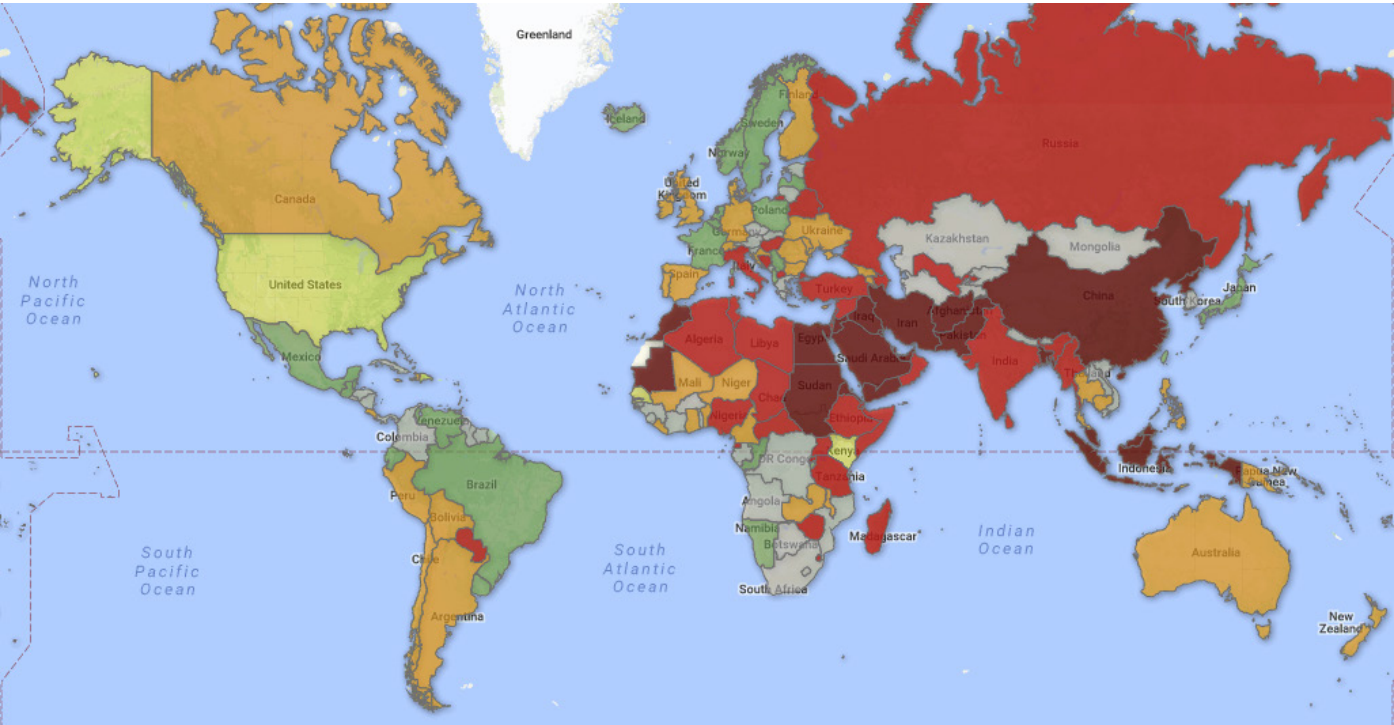 Greenland
Iceland
Finland
Sweden
Norway
Russia
United
Kingdom
Canada
Poland
Germany
Ukraine
France
Kazakhstan
Mongolia
North
Pacific
Ocean
United States
North
Atlantic
Ocean
Spain
Italy
Turkey
China
South Korea
Japan
Mexico
Algeria
Libya
Egypt
Iraq
Iran
Afghanistan
Pakistan
Saudi Arabia
India
Thailand
Mali
Niger
Chad
Sudan
Nigeria
Ethiopia
Venezuela
Colombia
DR Congo
Kenya
Tanzania
Indonesia
Papua New
Guinea
Brazil
Peru
Bolivia
Angola
Namibia
Botswana
Madagascar
South
Pacific
Ocean
Chile
South
Atlantic
Ocean
Indian
Ocean
Australia
South Africa
Argentina
New
Zealand